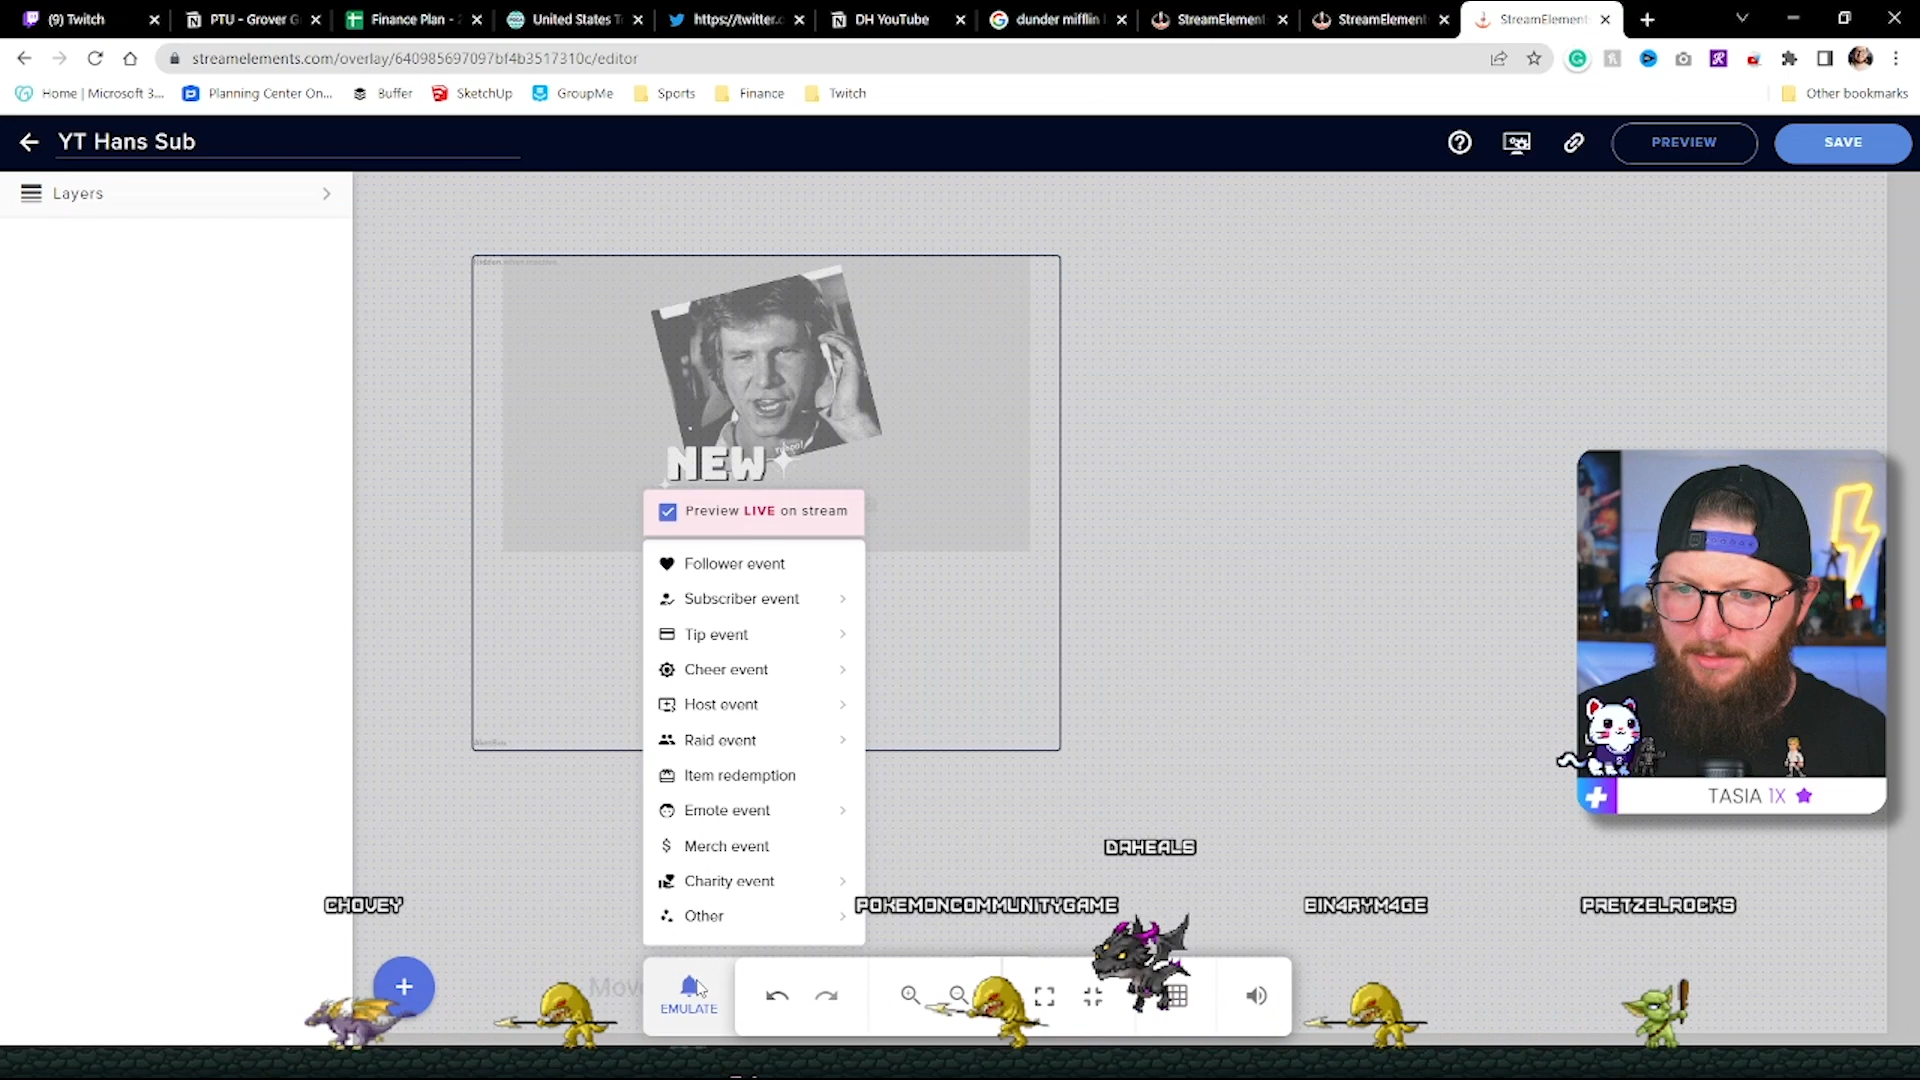 (9) Twitch
PTU - Grover G
Finance Plan - 2
United States T
https://twitter.c
DH YouTube
dunder mifflin
StreamElement
StreamElement
StreamElement
streamelements.com/overlay/640985697097bf4b3517310c/editor
Home | Microsoft 3...
Planning Center On...
Buffer
SketchUp
GroupMe
Sports
Finance
Twitch
Other bookmarks
YT Hans Sub
PREVIEW
SAVE
Layers
NEW
Preview LIVE on stream
Follower event
Subscriber event
Tip event
Cheer event
Host event
Raid event
Item redemption
Emote event
Merch event
Charity event
Other
TASIA 1X
DAHEALS
CHOVEY
POKEMONCOMMUNITYGAME
BIN4RYM4GE
PRETZELROCKS
Mov
EMULATE